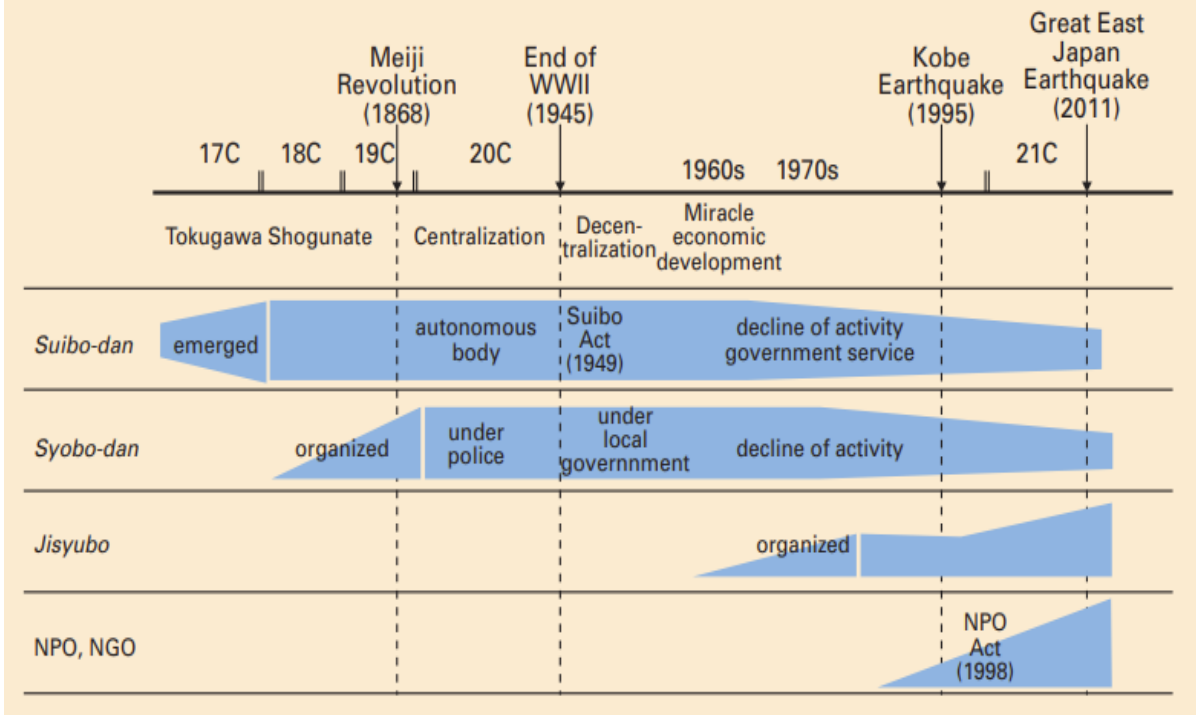 Great East
Japan
Earthquake
(2011)
Meiji
Revolution
(1868)
End of
WWII
(1945)
Kobe
Earthquake
(1995)
17C 18C 19C 20C 1960s 1970s 21C
Tokugawa Shogunate
Centralization
Decen-
tralization
Miracle
economic
development
Suibo-dan
emerged
autonomous
body
Suibo
Act
(1949)
decline of activity
government service
Syobo-dan
organized
under
police
under
local
governnment
decline of activity
Jisyubo
organized
NPO, NGO
NPO
Act
(1998)